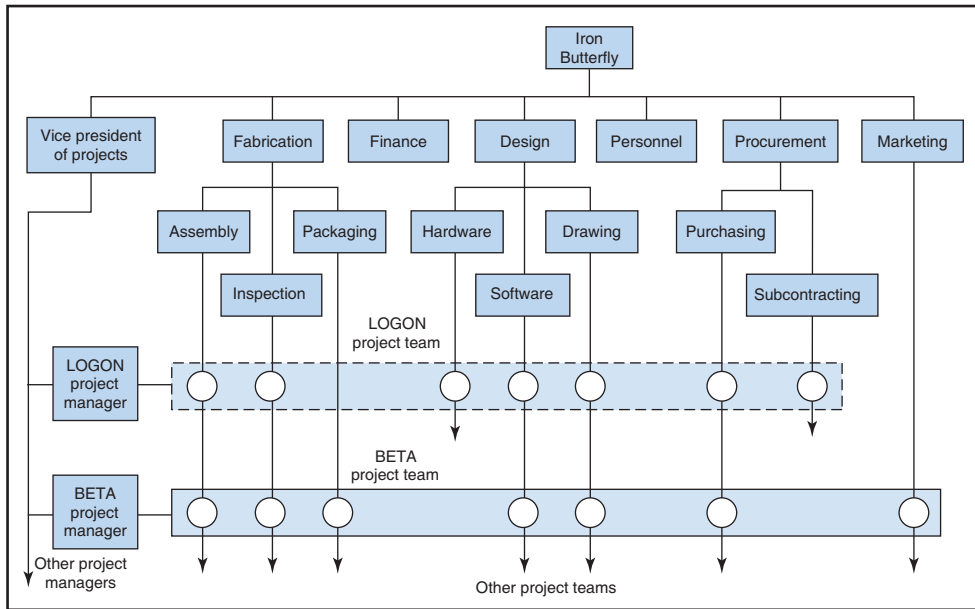 Iron
Butterfly
Vice president
of projects
Fabrication
Finance
Design
Personnel
Procurement
Marketing
Assembly
Packaging
Hardware
Drawing
Purchasing
Inspection
Software
Subcontracting
LOGON
project team
LOGON
project
manager
BETA
project team
BETA
project
manager
Other project
managers
Other project teams